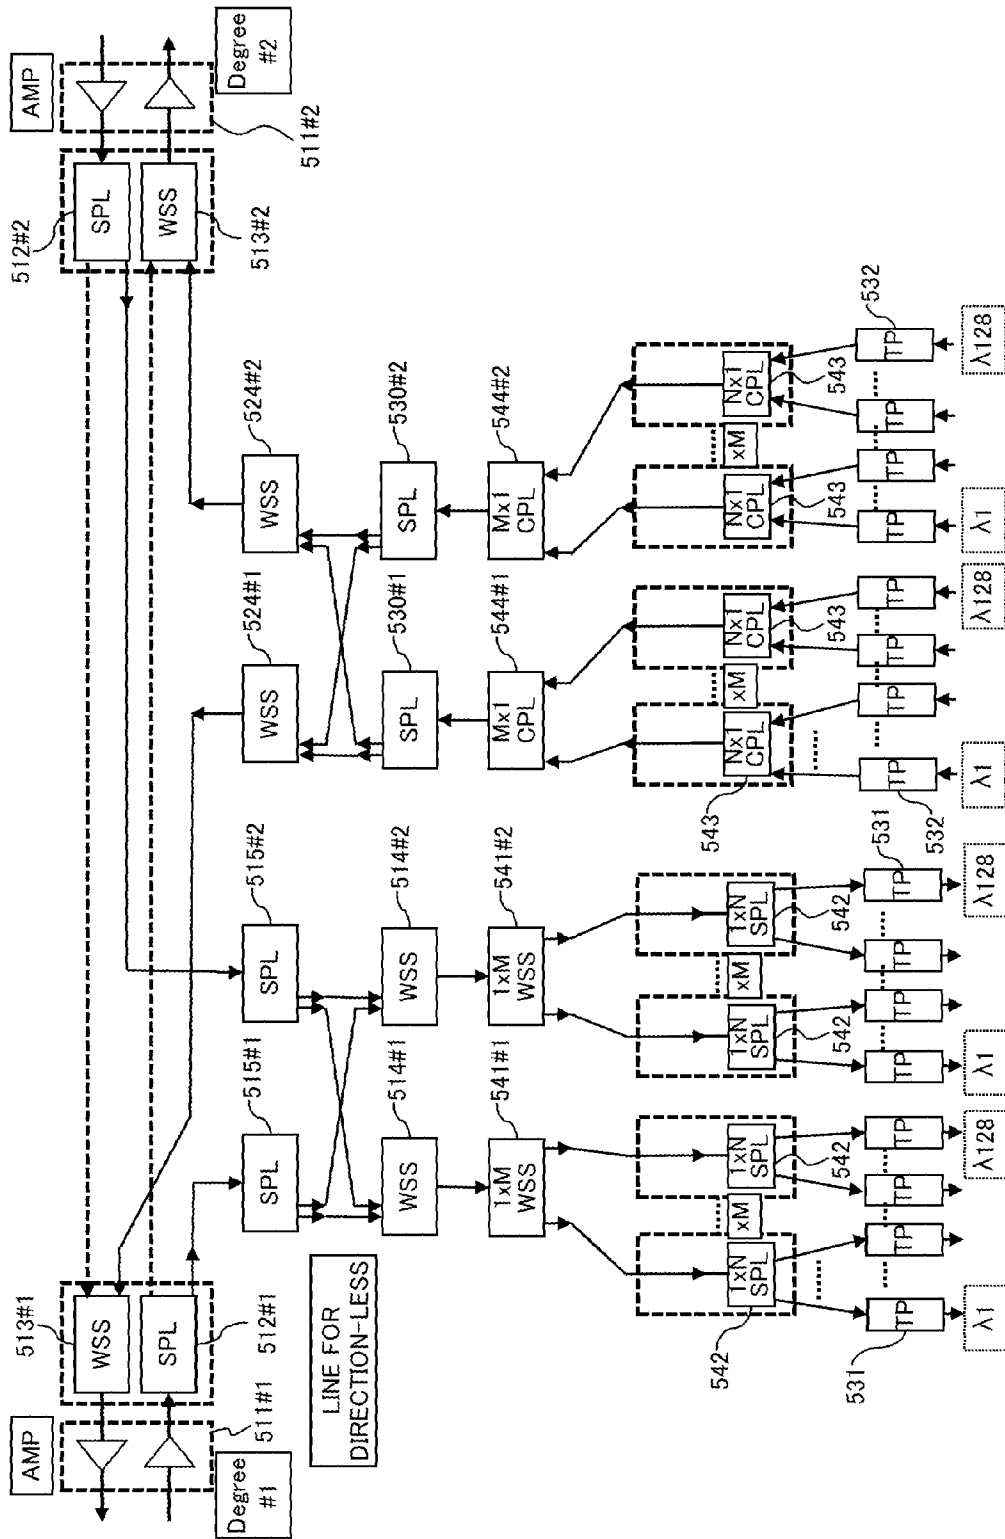 AMP
Degree
#1
511#1
513#1
WSS
SPL
512#1
LINE FOR
DIRECTION-LESS
512#2
SPL
WSS
513#2
AMP
Degree
#2
511#2
515#1
SPL
515#2
SPL
524#1
WSS
524#2
WSS
514#1
WSS
514#2
WSS
530#1
SPL
530#2
SPL
541#1
1xM
WSS
541#2
1xM
WSS
544#1
Mx1
CPL
544#2
Mx1
CPL
1xN
SPL
542
xM
1xN
SPL
542
1xN
SPL
542
xM
1xN
SPL
542
543
Nx1
CPL
xM
Nx1
CPL
543
Nx1
CPL
543
xM
Nx1
CPL
543
531
TP
TP
TP
TP
TP
TP
TP
TP
531
532
TP
TP
TP
TP
TP
TP
TP
TP
532
λ1
λ128
λ1
λ128
λ1
λ128
λ1
λ128